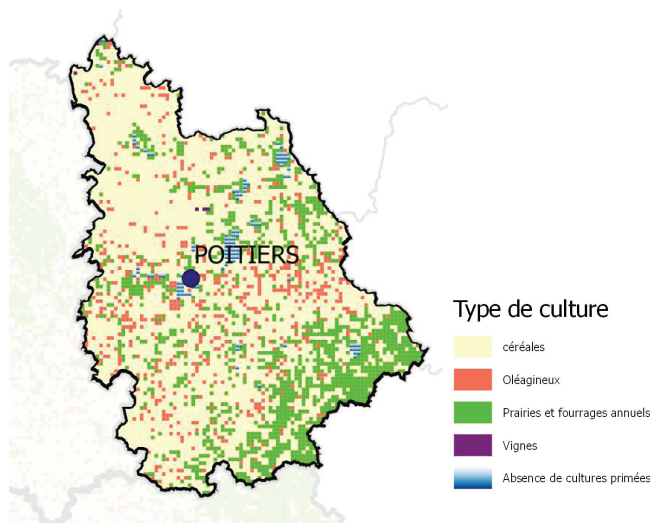 POITIERS
Type de culture
céréales
Oléagineux
Prairies et fourrages annuels
Vignes
Absence de cultures primées